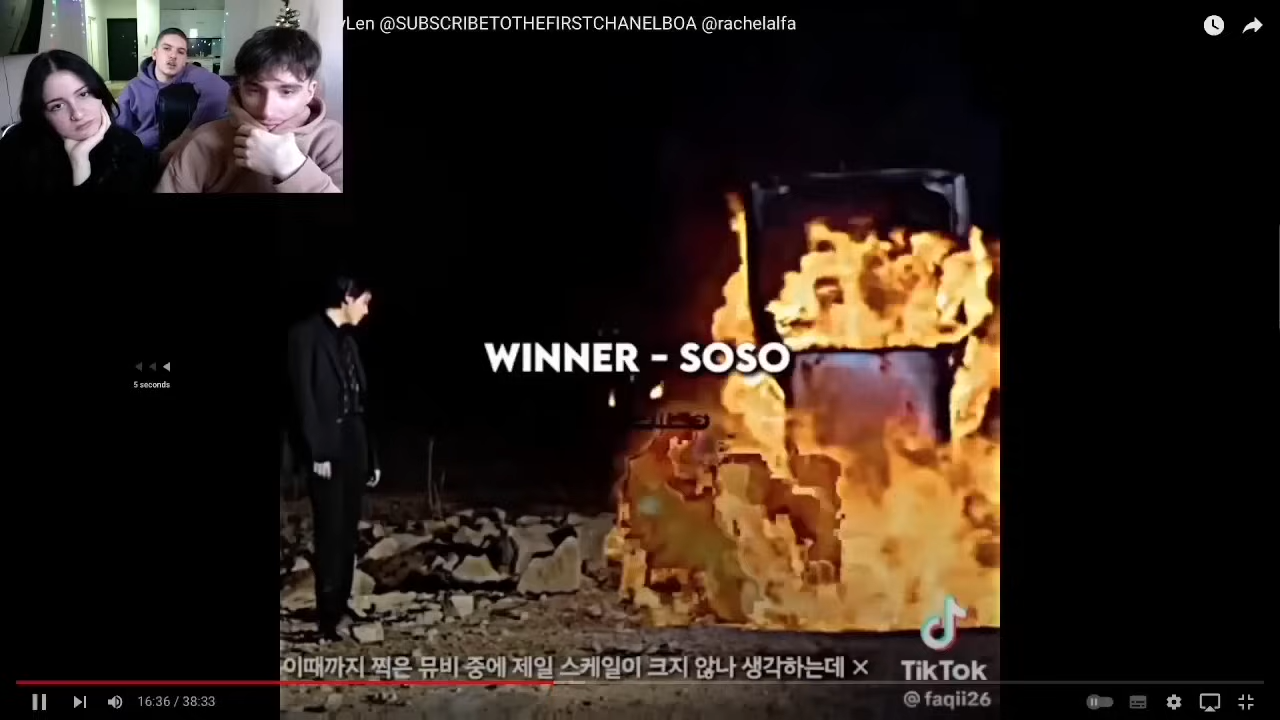 Len @SUBSCRIBETOTHEFIRSTCHANELBOA @rachelalfa
5 seconds
WINNER - SOSO
이때까지 찍은 뮤비 중에 제일 스케일이 크지 않나 생각하는데 ×
TikTok
@faqii26
16:36 / 38:33